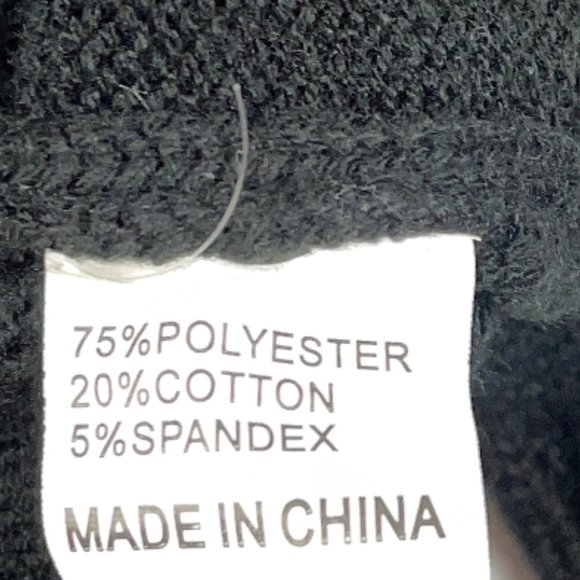 75%POLYESTER
20%COTTON
5%SPANDEX
MADE IN CHINA